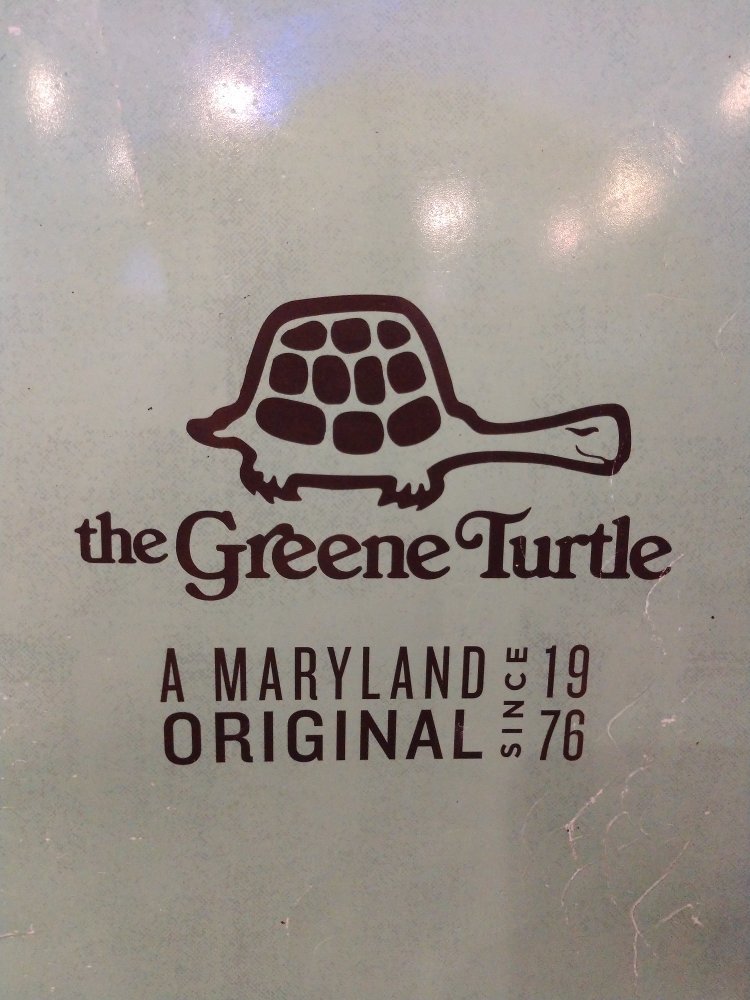 the Greene Turtle
A MARYLAND
ORIGINAL
SINCE
19
76